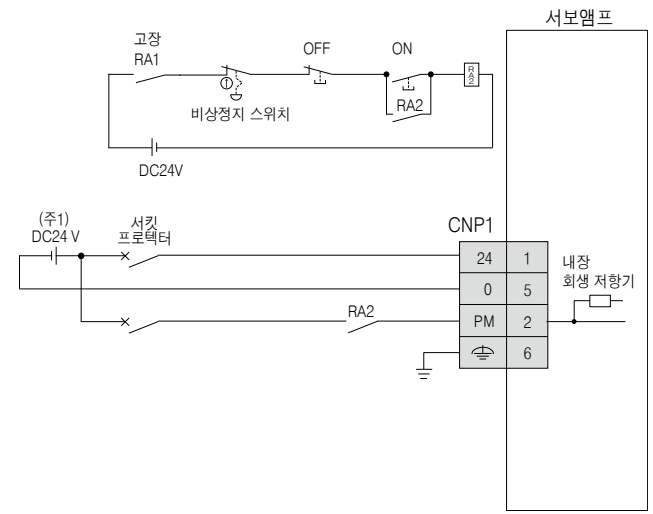 서보앰프
고장
RA1
OFF
ON
비상정지 스위치
RA2
RA2
DC24V
(주1)
DC24 V
서킷
프로텍터
CNP1
24
1
내장
회생 저항기
0
5
RA2
PM
2
6